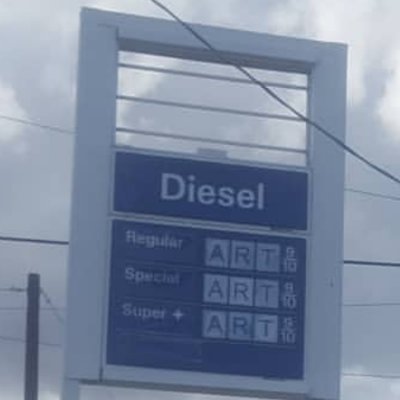 Diesel
Regular ART 9/10
Special ART 9/10
Super + ART 9/10